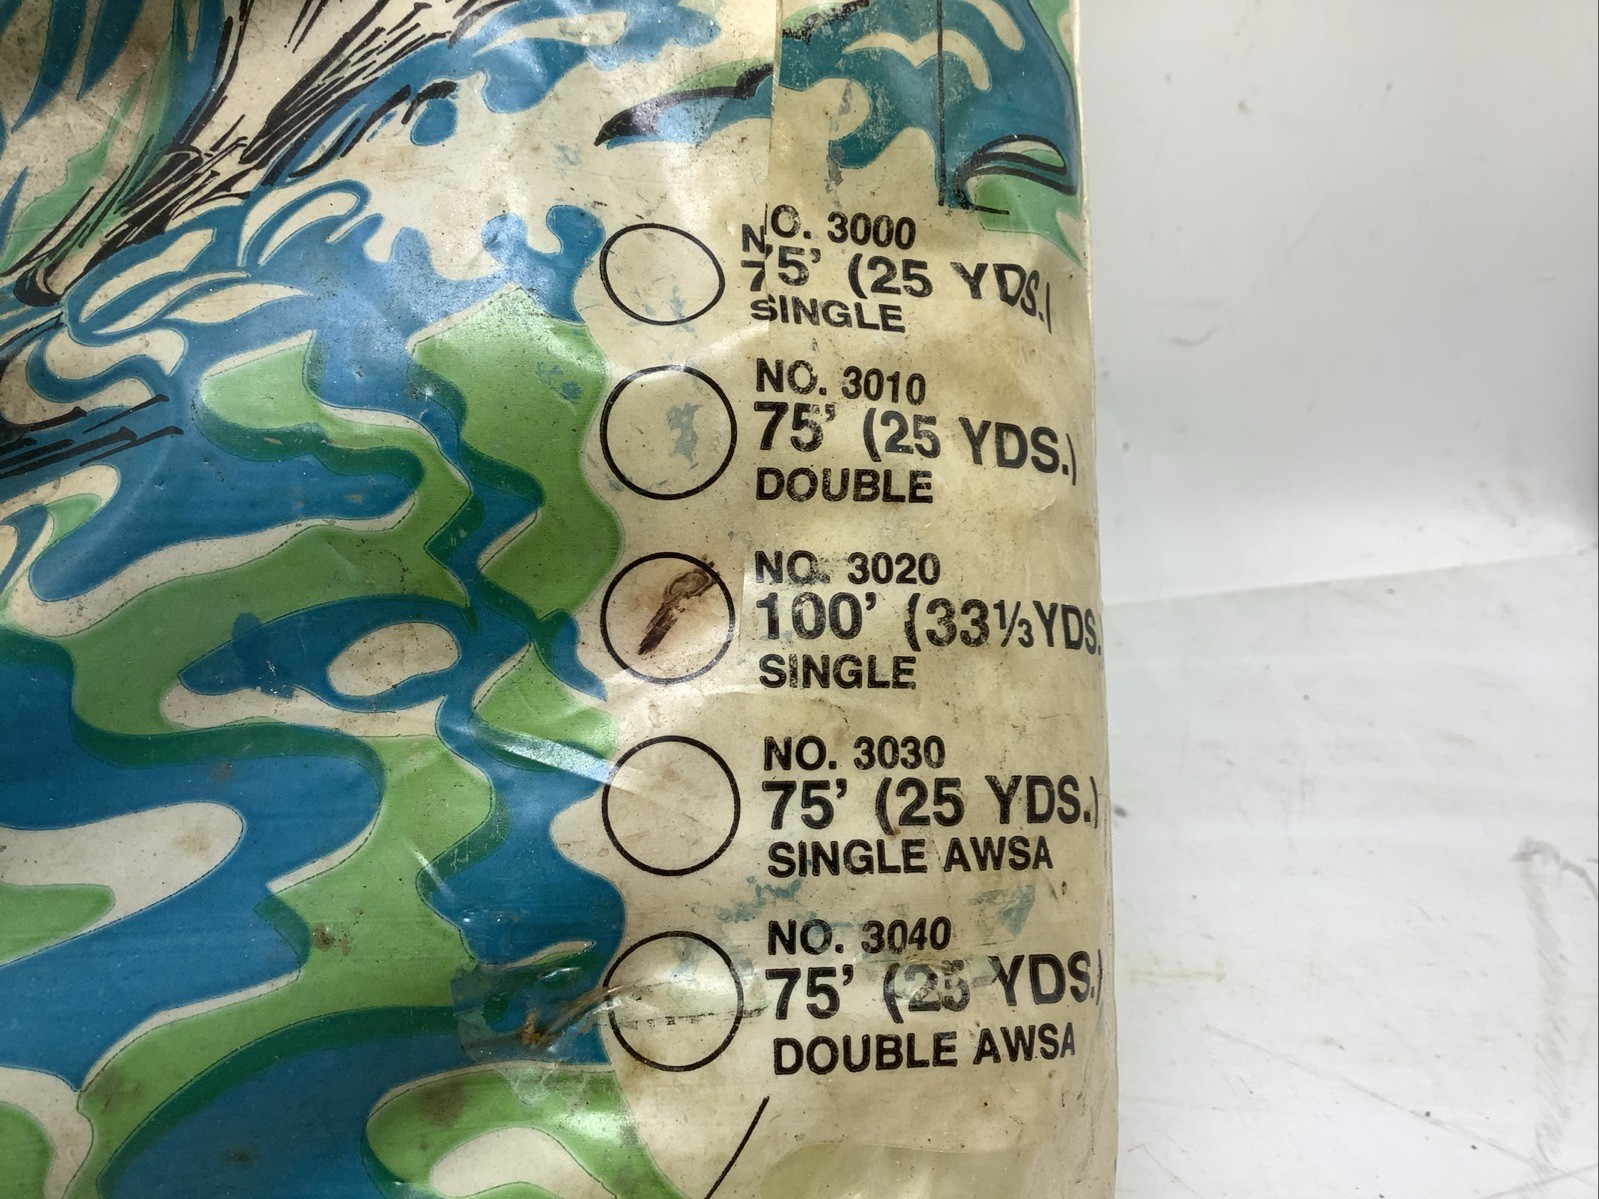 NO. 3000
75' (25 YDS.)
SINGLE
NO. 3010
75' (25 YDS.)
DOUBLE
NO. 3020
100' (33⅓ YDS.
SINGLE
NO. 3030
75' (25 YDS.)
SINGLE AWSA
NO. 3040
75' (25 YDS.)
DOUBLE AWSA